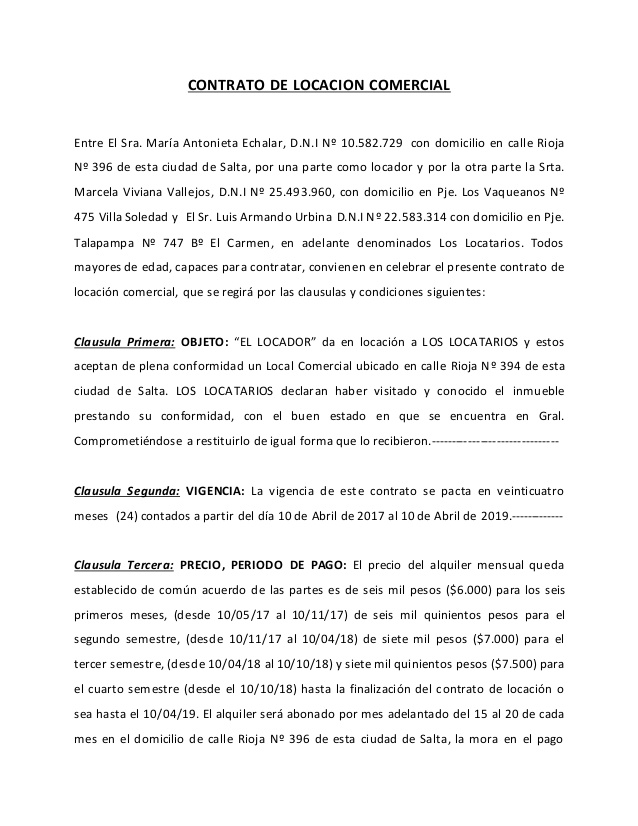 CONTRATO DE LOCACION COMERCIAL
Entre El Sra. María Antonieta Echalar, D.N.I Nº 10.582.729 con domicilio en calle Rioja
Nº 396 de esta ciudad de Salta, por una parte como locador y por la otra parte la Srta.
Marcela Viviana Vallejos, D.N.I Nº 25.493.960, con domicilio en Pje. Los Vaqueanos Nº
475 Villa Soledad y El Sr. Luis Armando Urbina D.N.I Nº 22.583.314 con domicilio en Pje.
Talapampa Nº 747 Bº El Carmen, en adelante denominados Los Locatarios. Todos
mayores de edad, capaces para contratar, convienen en celebrar el presente contrato de
locación comercial, que se regirá por las clausulas y condiciones siguientes:
Clausula Primera: OBJETO: “EL LOCADOR” da en locación a LOS LOCATARIOS y estos
aceptan de plena conformidad un Local Comercial ubicado en calle Rioja Nº 394 de esta
ciudad de Salta. LOS LOCATARIOS declaran haber visitado y conocido el inmueble
prestando su conformidad, con el buen estado en que se encuentra en Gral.
Comprometiéndose a restituirlo de igual forma que lo recibieron.--------------------------------
Clausula Segunda: VIGENCIA: La vigencia de este contrato se pacta en veinticuatro
meses (24) contados a partir del día 10 de Abril de 2017 al 10 de Abril de 2019.-------------
Clausula Tercera: PRECIO, PERIODO DE PAGO: El precio del alquiler mensual queda
establecido de común acuerdo de las partes es de seis mil pesos ($6.000) para los seis
primeros meses, (desde 10/05/17 al 10/11/17) de seis mil quinientos pesos para el
segundo semestre, (desde 10/11/17 al 10/04/18) de siete mil pesos ($7.000) para el
tercer semestre, (desde 10/04/18 al 10/10/18) y siete mil quinientos pesos ($7.500) para
el cuarto semestre (desde el 10/10/18) hasta la finalización del contrato de locación o
sea hasta el 10/04/19. El alquiler será abonado por mes adelantado del 15 al 20 de cada
mes en el domicilio de calle Rioja Nº 396 de esta ciudad de Salta, la mora en el pago